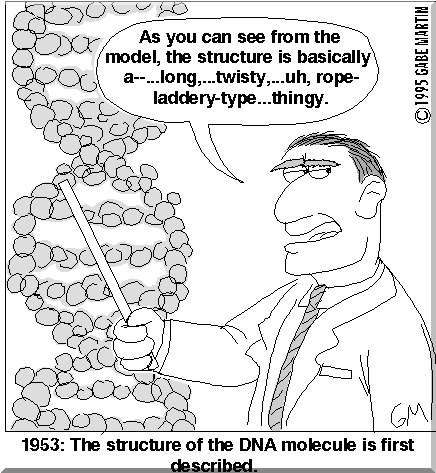 As you can see from the
model, the structure is basically
a--...long,...twisty,...uh, rope-
laddery-type...thingy.
©1995 GABE MARTIN
GM
1953: The structure of the DNA molecule is first
described.